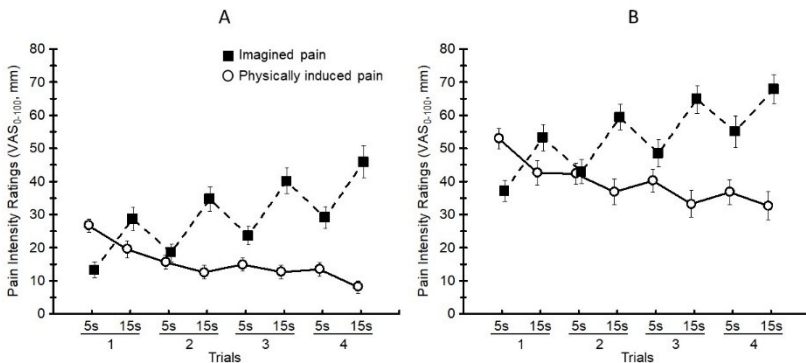 A
80
70
60
50
40
30
20
10
0
Pain Intensity Ratings (VAS0-100, mm)
Imagined pain
Physically induced pain
5s 15s 5s 15s 5s 15s 5s 15s
1 2 3 4
Trials
B
80
70
60
50
40
30
20
10
0
Pain Intensity Ratings (VAS0-100, mm)
5s 15s 5s 15s 5s 15s 5s 15s
1 2 3 4
Trials